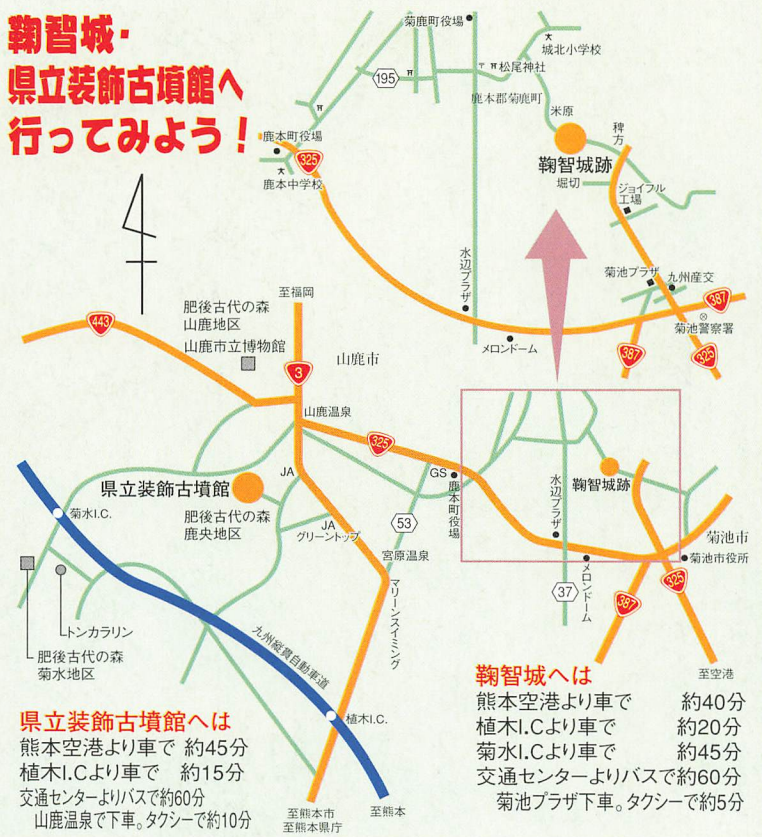 鞠智城・
県立装飾古墳館へ
行ってみよう!
菊鹿町役場
城北小学校
〒
松尾神社
195
鹿本郡菊鹿町
米原
稗方
鹿本町役場
325
鹿本中学校
鞠智城跡
堀切
ジョイフル
工場
水辺プラザ
菊池プラザ
九州産交
387
菊池警察署
メロンドーム
387
325
至福岡
肥後古代の森
山鹿地区
443
山鹿市立博物館
山鹿市
3
山鹿温泉
325
GS
鹿本町役場
水辺プラザ
鞠智城跡
県立装飾古墳館
JA
菊水I.C.
肥後古代の森
鹿央地区
JA
グリーントップ
53
宮原温泉
菊池市
菊池市役所
メロンドーム
37
387
325
マリーンスイミング
トンカラリン
肥後古代の森
菊水地区
九州縦貫自動車道
至空港
植木I.C.
至熊本市
至熊本県庁
至熊本
県立装飾古墳館へは
熊本空港より車で 約45分
植木I.Cより車で 約15分
交通センターよりバスで約60分
山鹿温泉で下車。タクシーで約10分
鞠智城へは
熊本空港より車で 約40分
植木I.Cより車で 約20分
菊水I.Cより車で 約45分
交通センターよりバスで約60分
菊池プラザ下車。タクシーで約5分